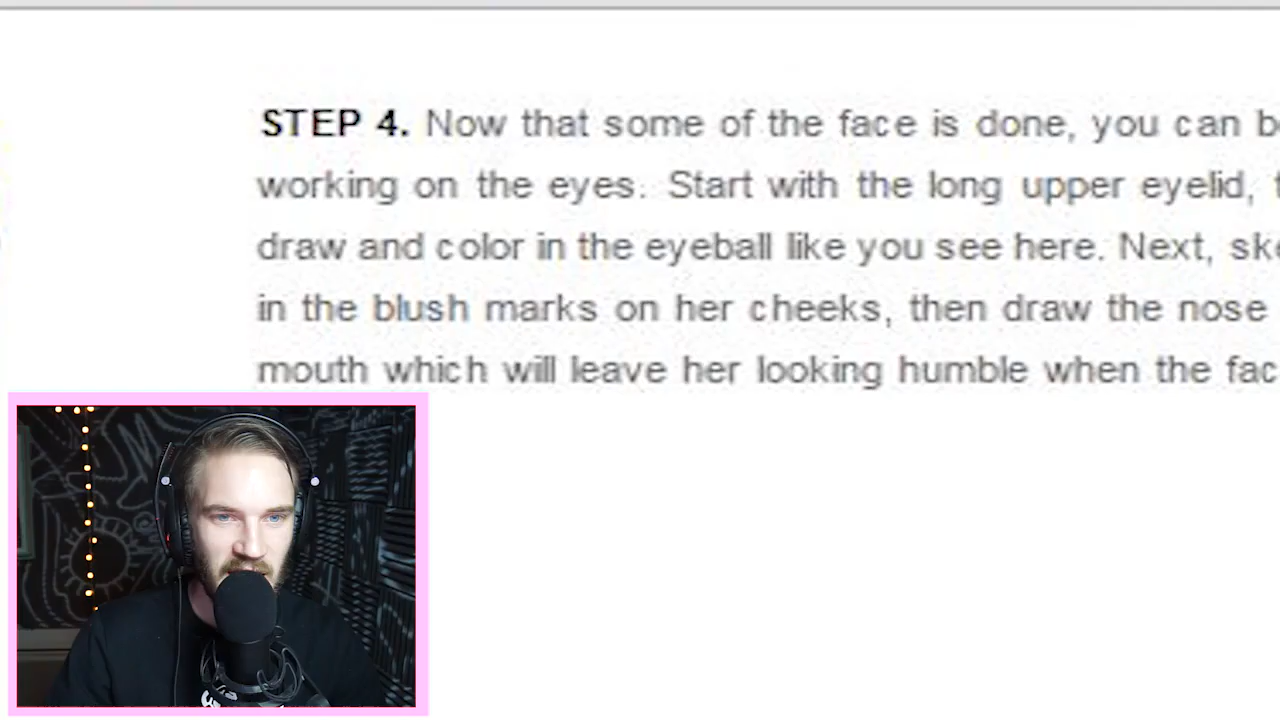 STEP 4. Now that some of the face is done, you can
working on the eyes. Start with the long upper eyelid,
draw and color in the eyeball like you see here. Next,
in the blush marks on her cheeks, then draw the nose
mouth which will leave her looking humble when the